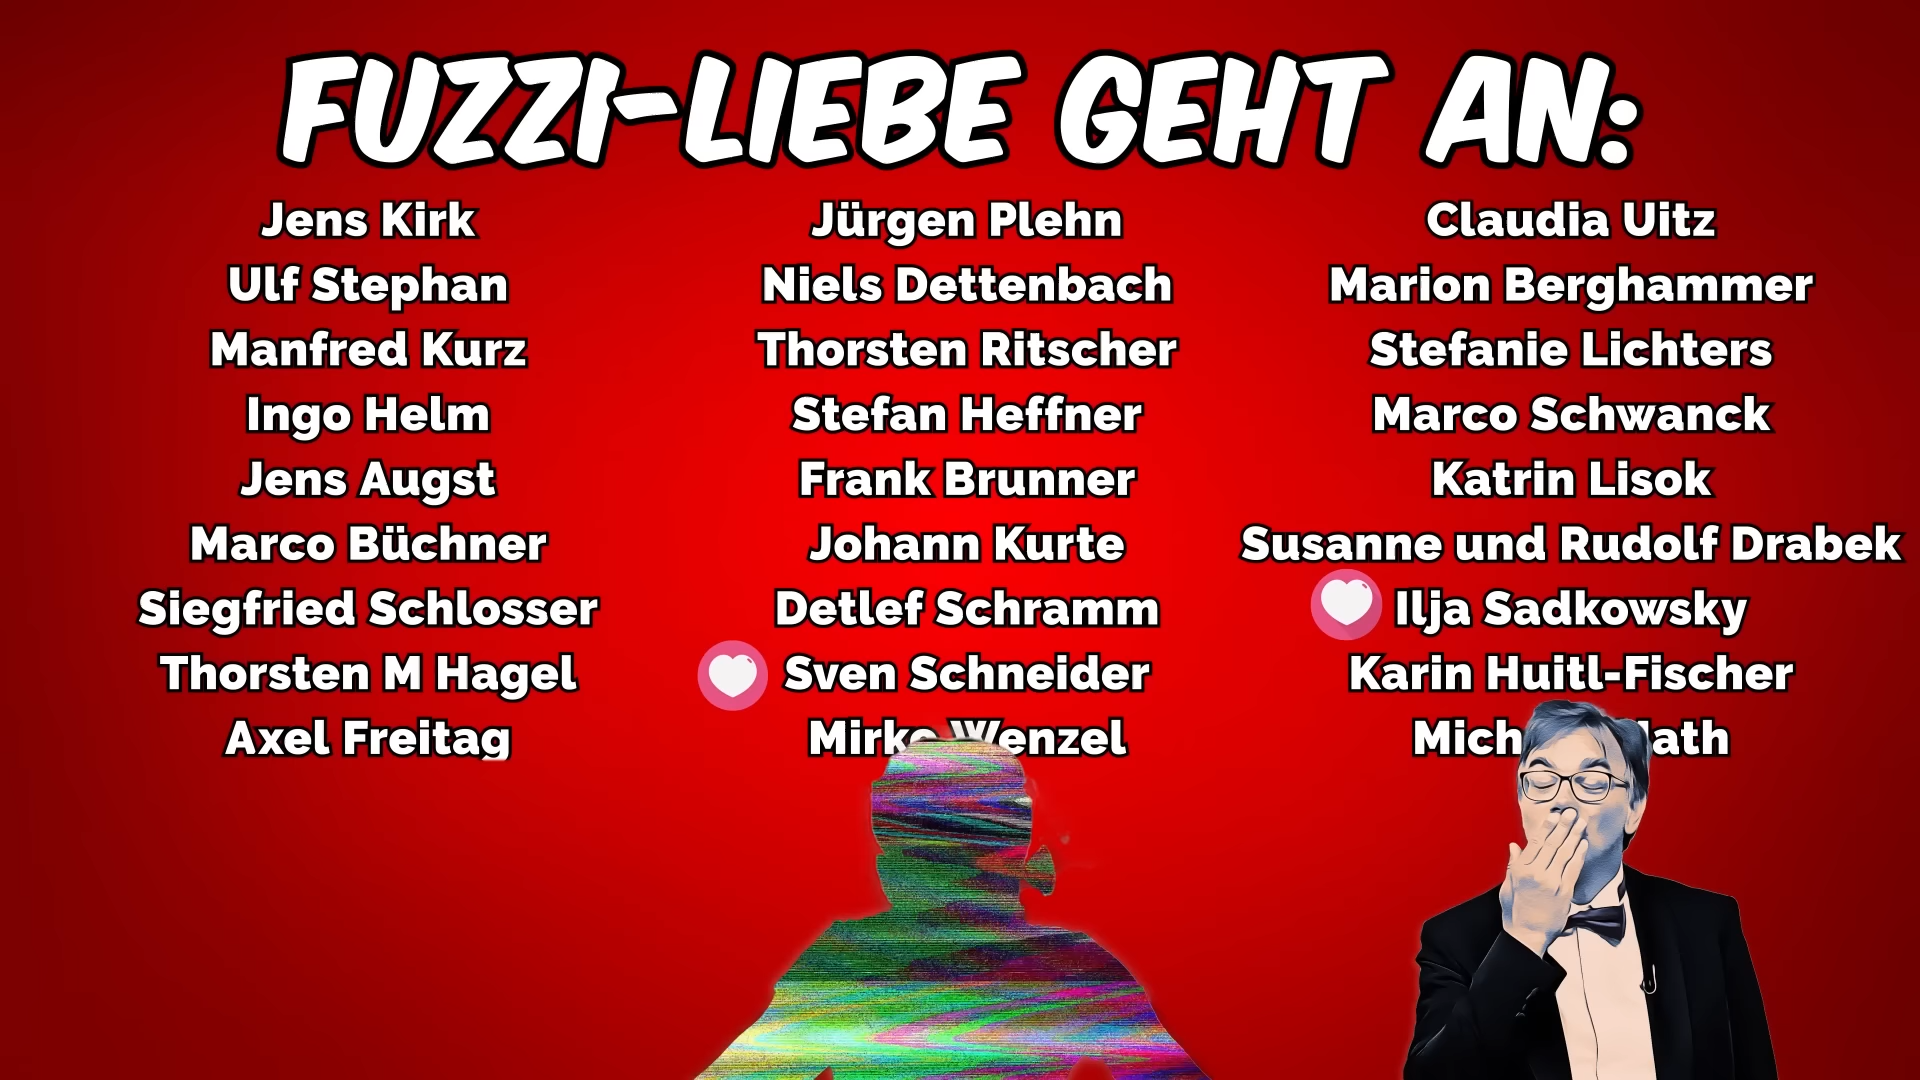 FUZZI-LIEBE GEHT AN:
Jens Kirk
Ulf Stephan
Manfred Kurz
Ingo Helm
Jens Augst
Marco Büchner
Siegfried Schlosser
Thorsten M Hagel
Axel Freitag
Jürgen Plehn
Niels Dettenbach
Thorsten Ritscher
Stefan Heffner
Frank Brunner
Johann Kurte
Detlef Schramm
Sven Schneider
Mirko Wenzel
Claudia Uitz
Marion Berghammer
Stefanie Lichters
Marco Schwanck
Katrin Lisok
Susanne und Rudolf Drabek
Ilja Sadkowsky
Karin Huitl-Fischer